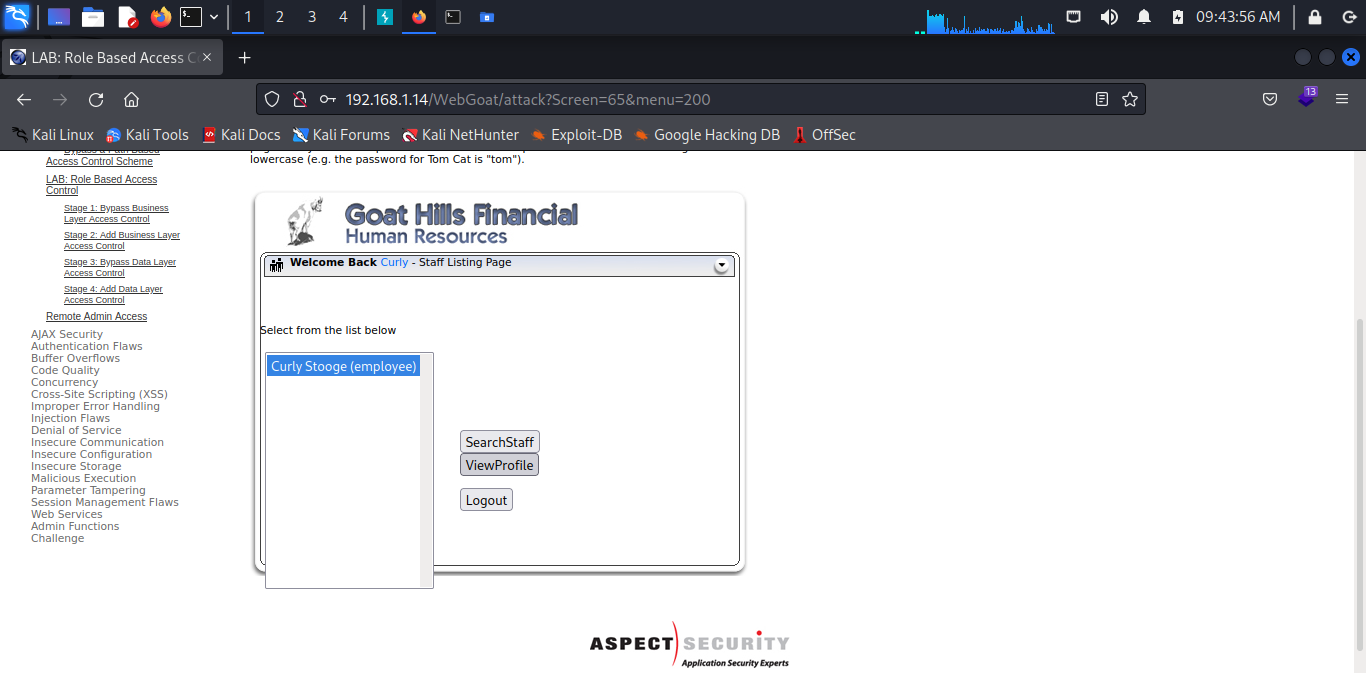 1 2 3 4
09:43:56 AM
LAB: Role Based Access C
192.168.1.14/WebGoat/attack?Screen=65&menu=200
13
Kali Linux Kali Tools Kali Docs Kali Forums Kali NetHunter Exploit-DB Google Hacking DB OffSec
Bypass a Path Based
Access Control Scheme
LAB: Role Based Access
Control
Stage 1: Bypass Business
Layer Access Control
Stage 2: Add Business Layer
Access Control
Stage 3: Bypass Data Layer
Access Control
Stage 4: Add Data Layer
Access Control
Remote Admin Access
AJAX Security
Authentication Flaws
Buffer Overflows
Code Quality
Concurrency
Cross-Site Scripting (XSS)
Improper Error Handling
Injection Flaws
Denial of Service
Insecure Communication
Insecure Configuration
Insecure Storage
Malicious Execution
Parameter Tampering
Session Management Flaws
Web Services
Admin Functions
Challenge
lowercase (e.g. the password for Tom Cat is "tom").
Goat Hills Financial
Human Resources
Welcome Back Curly - Staff Listing Page
Select from the list below
Curly Stooge (employee)
SearchStaff
ViewProfile
Logout
ASPECT SECURITY
Application Security Experts